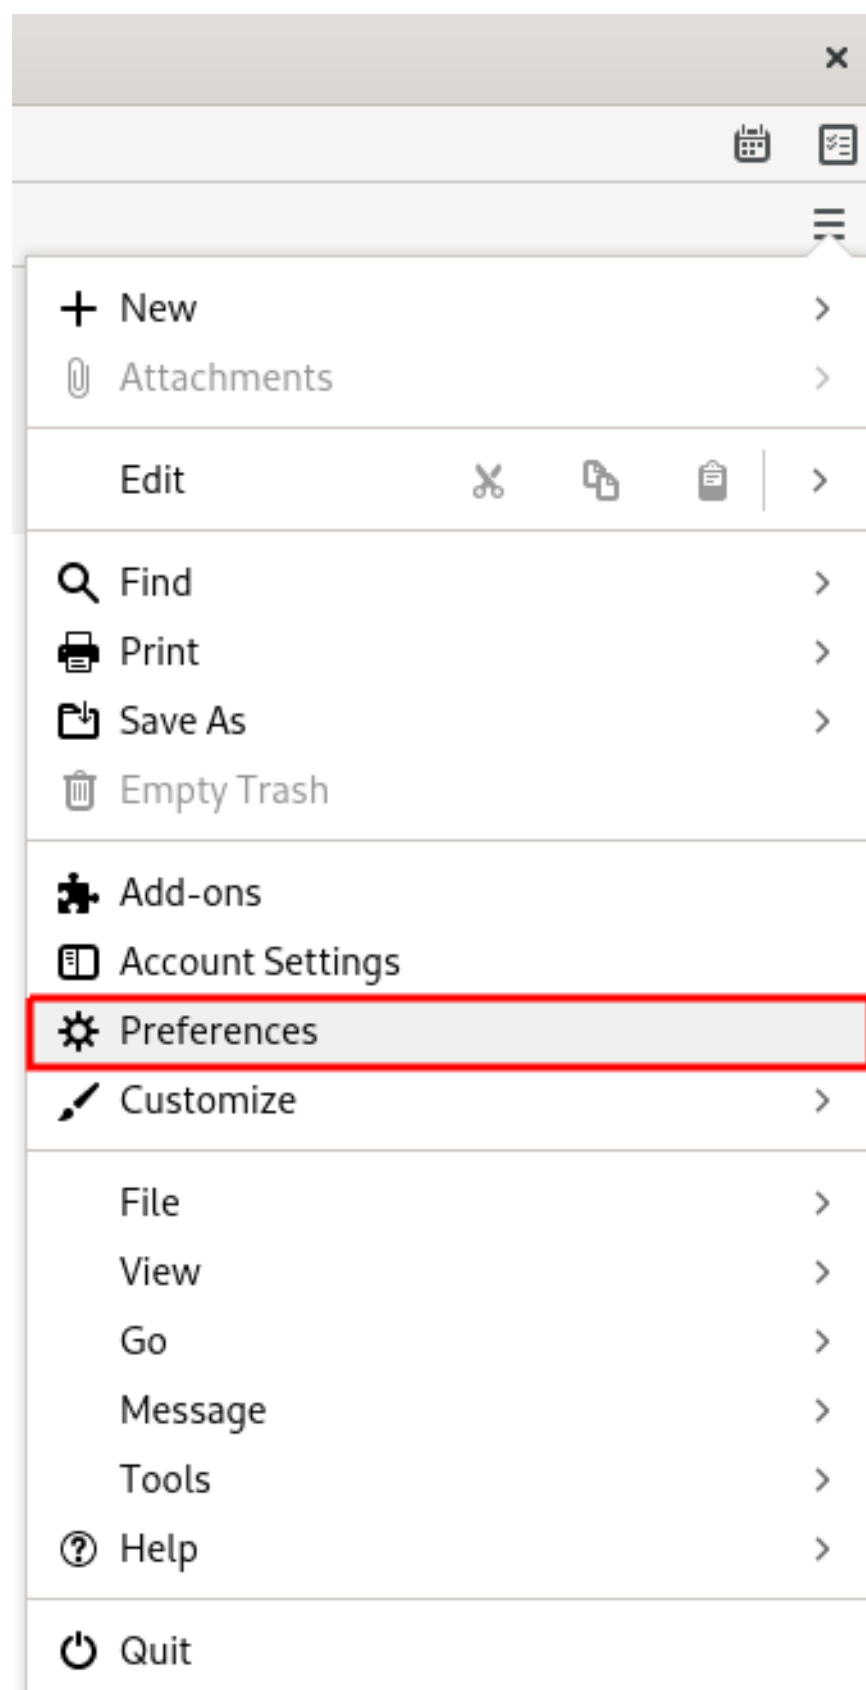 New
Attachments
Edit
Find
Print
Save As
Empty Trash
Add-ons
Account Settings
Preferences
Customize
File
View
Go
Message
Tools
Help
Quit